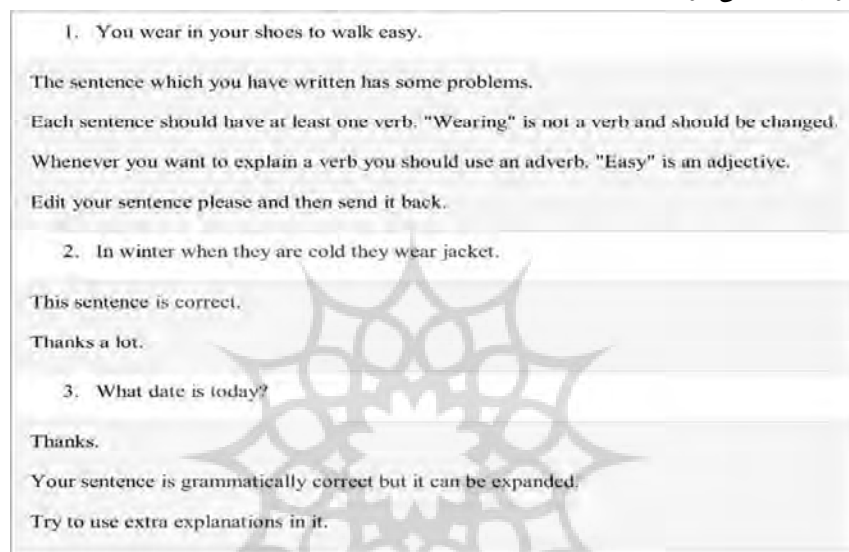 1. You wear in your shoes to walk easy.
The sentence which you have written has some problems.
Each sentence should have at least one verb. "Wearing" is not a verb and should be changed.
Whenever you want to explain a verb you should use an adverb. "Easy" is an adjective.
Edit your sentence please and then send it back.
2. In winter when they are cold they wear jacket.
This sentence is correct.
Thanks a lot.
3. What date is today?
Thanks.
Your sentence is grammatically correct but it can be expanded.
Try to use extra explanations in it.